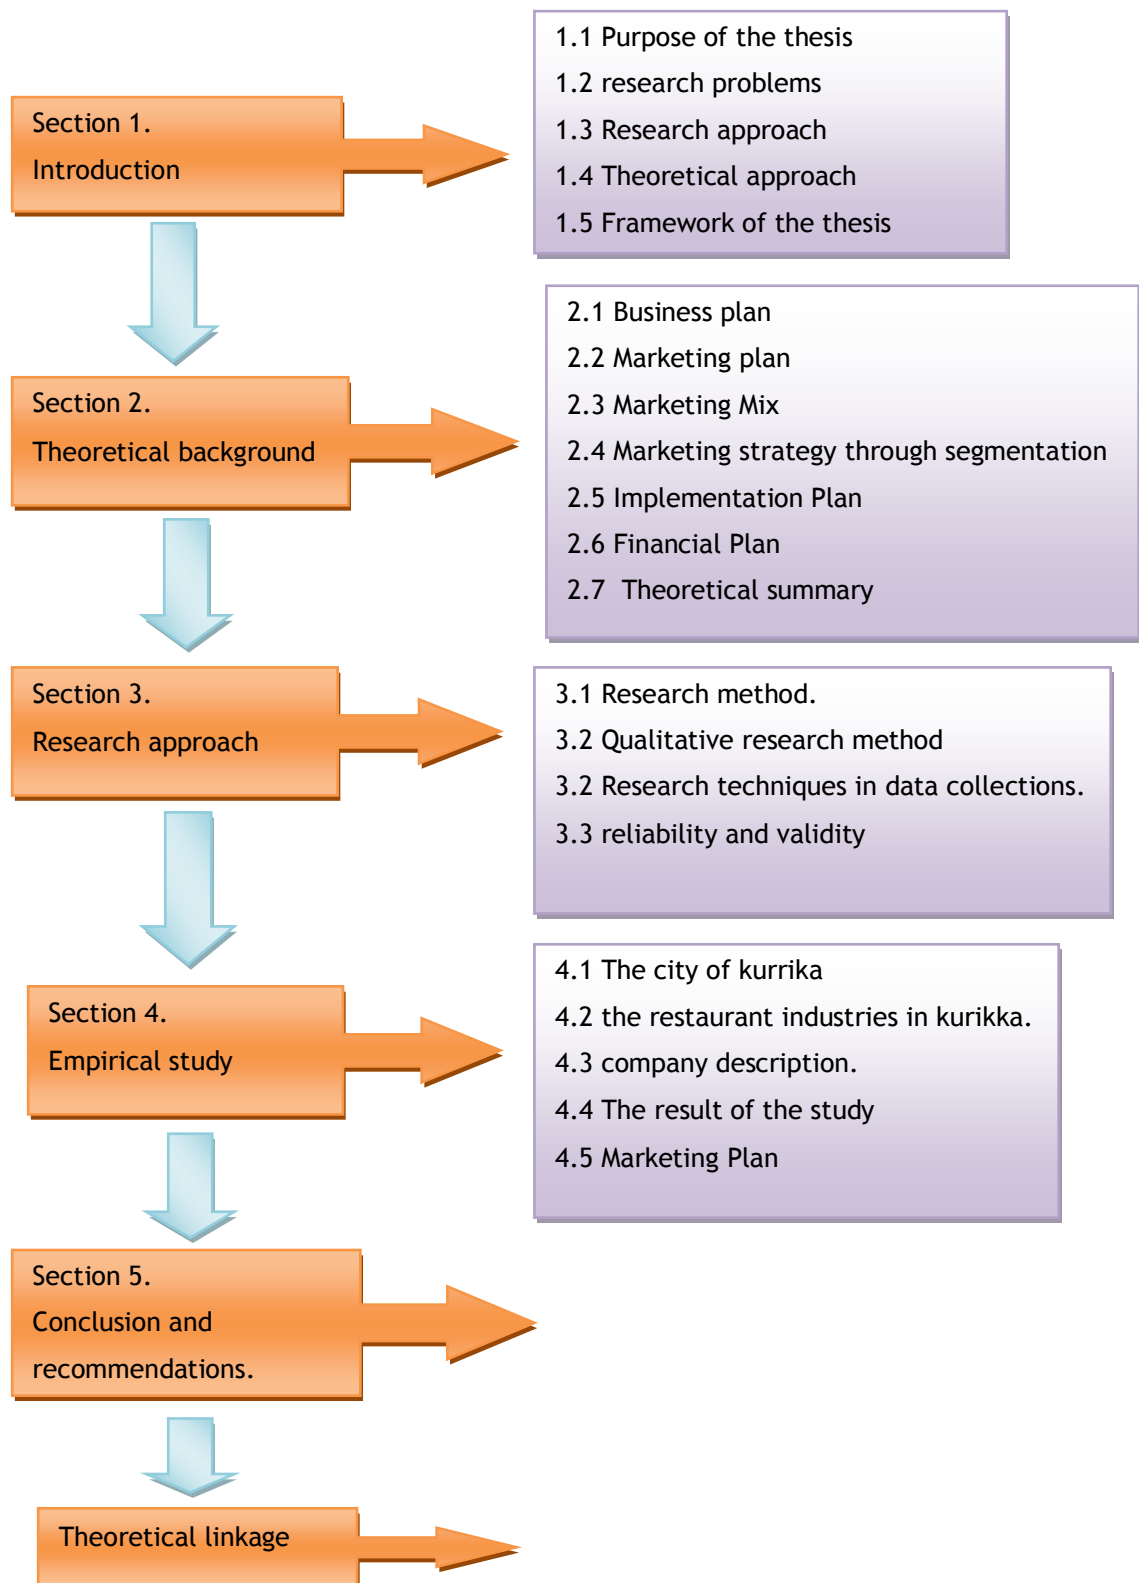 Section 1.
Introduction
1.1 Purpose of the thesis
1.2 research problems
1.3 Research approach
1.4 Theoretical approach
1.5 Framework of the thesis
Section 2.
Theoretical background
2.1 Business plan
2.2 Marketing plan
2.3 Marketing Mix
2.4 Marketing strategy through segmentation
2.5 Implementation Plan
2.6 Financial Plan
2.7 Theoretical summary
Section 3.
Research approach
3.1 Research method.
3.2 Qualitative research method
3.2 Research techniques in data collections.
3.3 reliability and validity
Section 4.
Empirical study
4.1 The city of kurrika
4.2 the restaurant industries in kurikka.
4.3 company description.
4.4 The result of the study
4.5 Marketing Plan
Section 5.
Conclusion and
recommendations.
Theoretical linkage